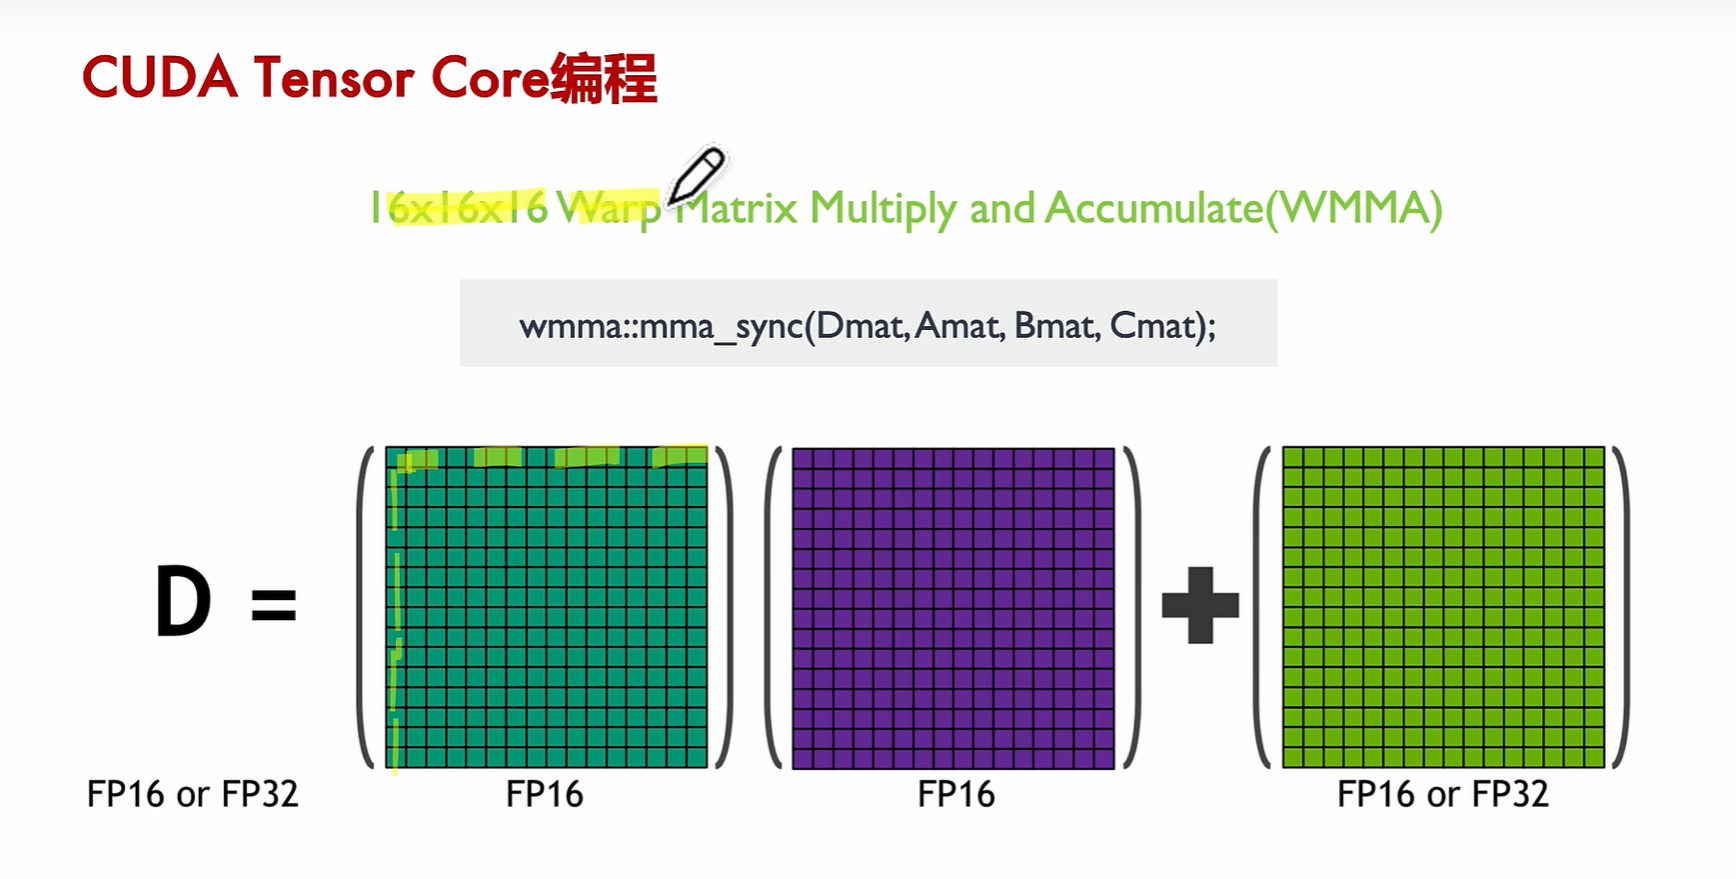 CUDA Tensor Core编程
16x16x16 Warp Matrix Multiply and Accumulate(WMMA)
wmma::mma_sync(Dmat, Amat, Bmat, Cmat);
D =
FP16 or FP32
FP16
FP16
FP16 or FP32